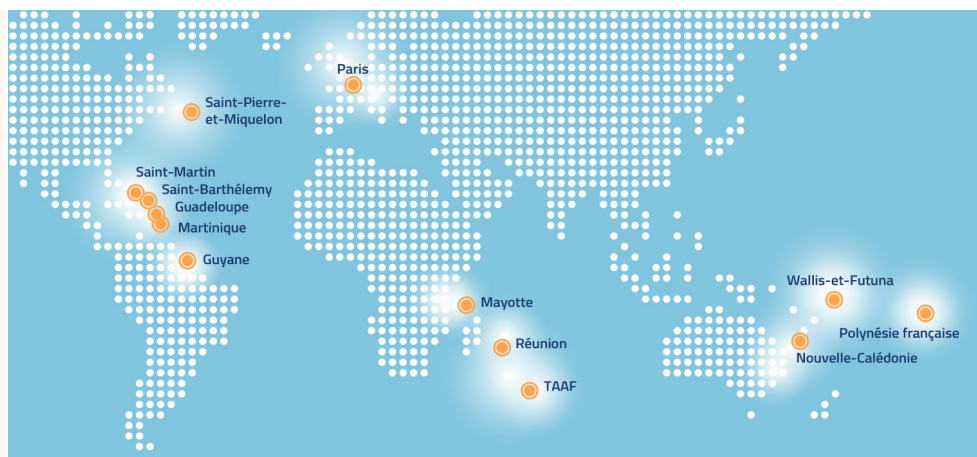 Paris
Saint-Pierre-
et-Miquelon
Saint-Martin
Saint-Barthélemy
Guadeloupe
Martinique
Guyane
Mayotte
Réunion
TAAF
Wallis-et-Futuna
Polynésie française
Nouvelle-Calédonie